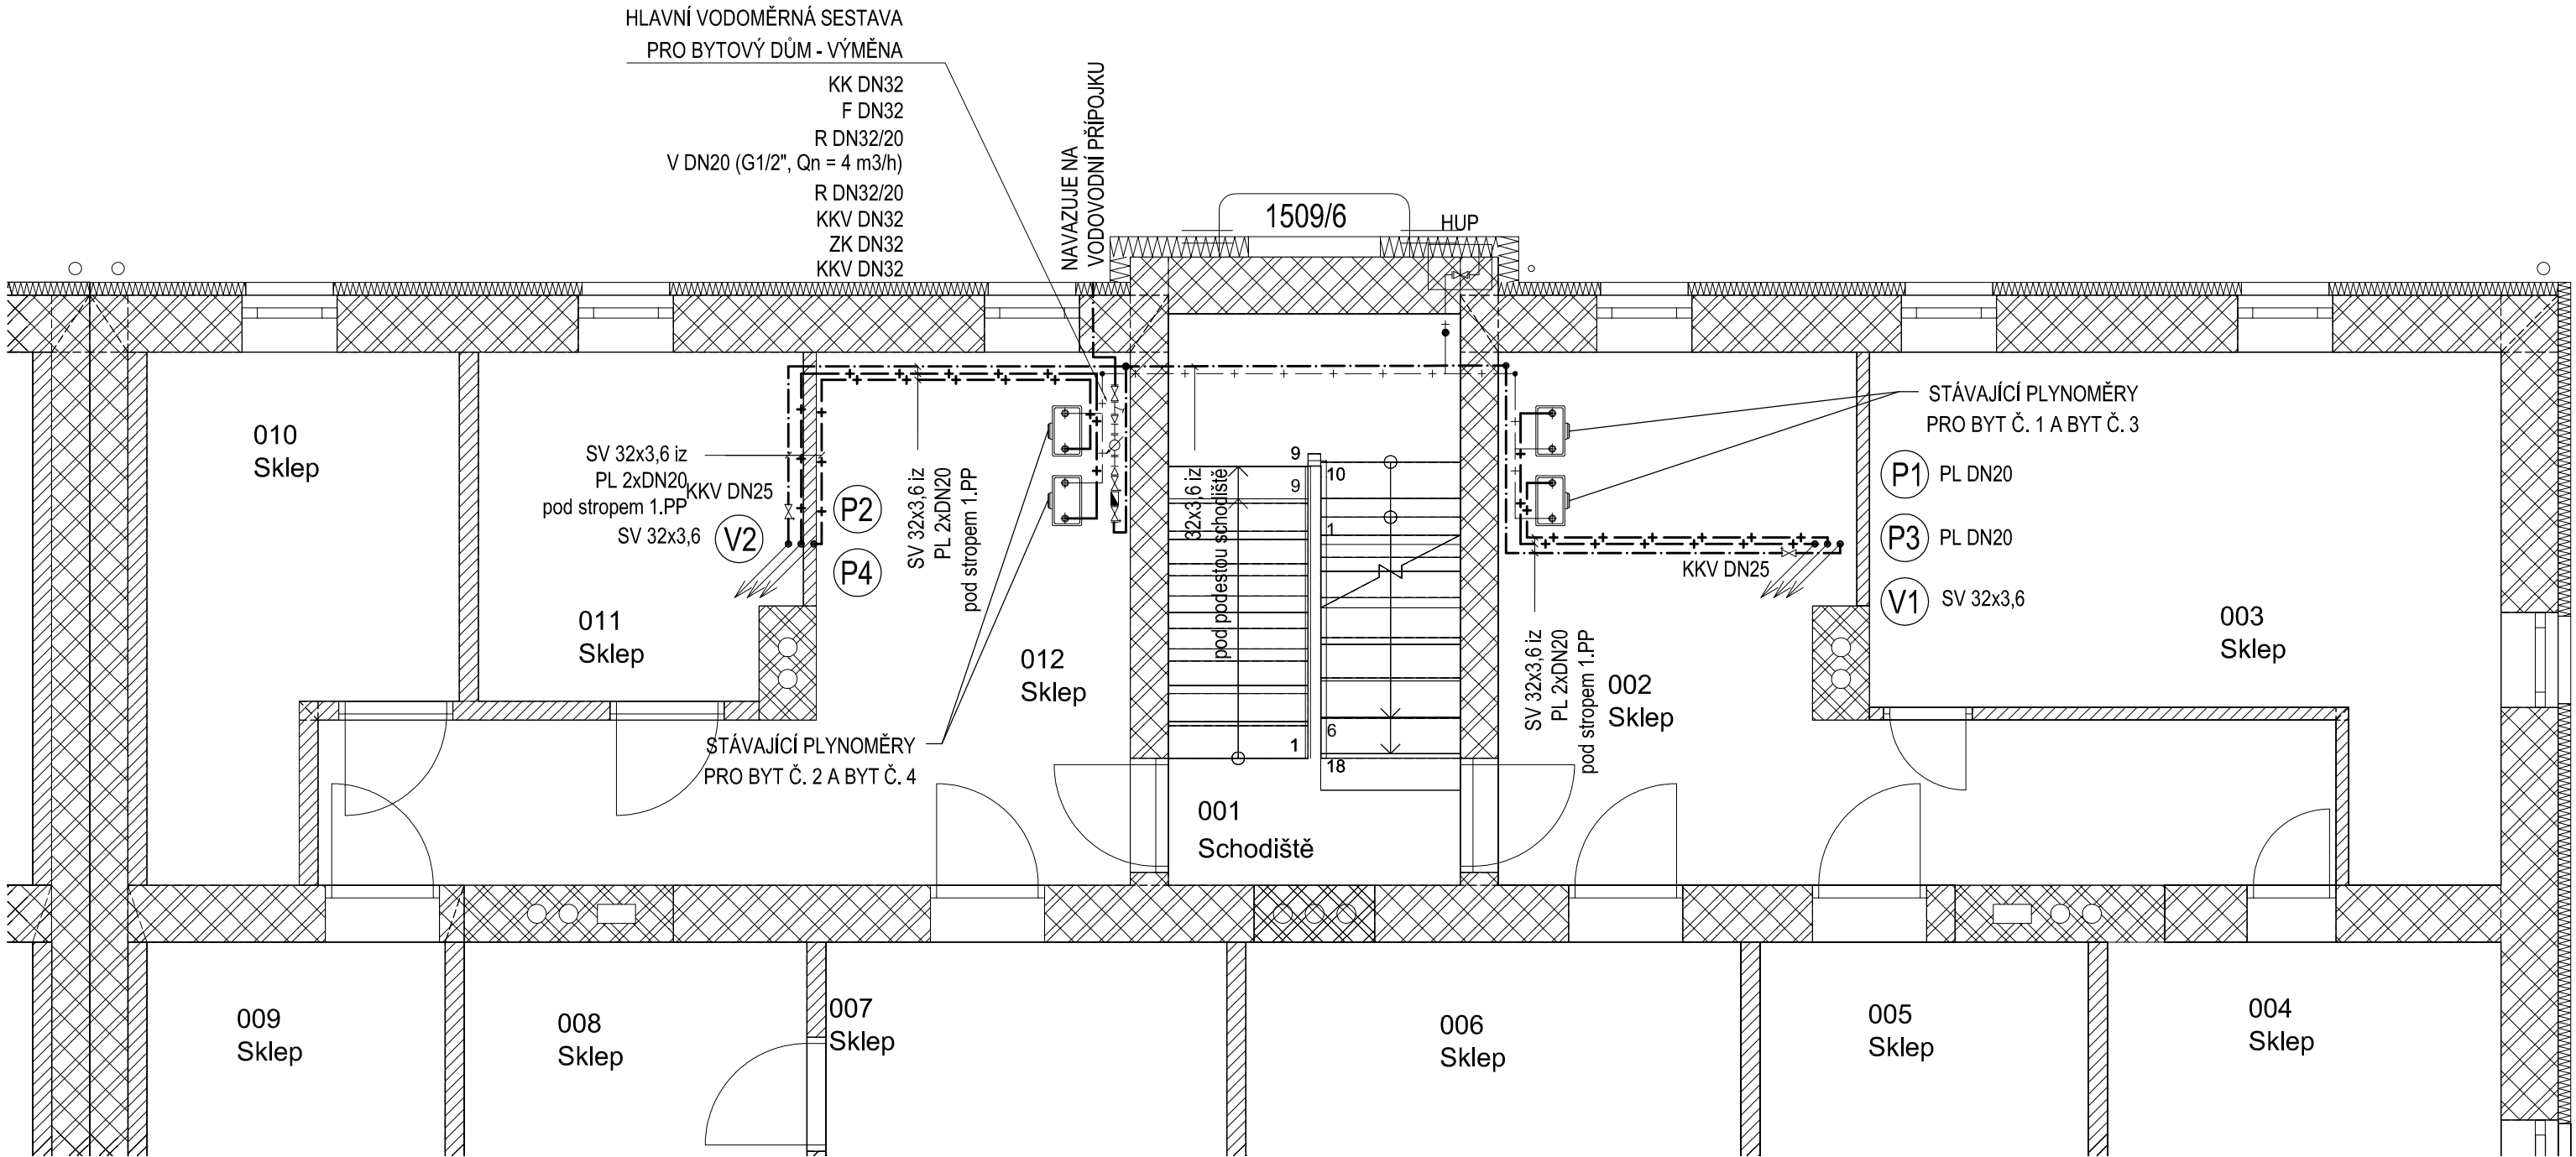 HLAVNÍ VODOMĚRNÁ SESTAVA
PRO BYTOVÝ DŮM - VÝMĚNA
KK DN32
F DN32
R DN32/20
V DN20 (G1/2", Qn = 4 m3/h)
R DN32/20
KKV DN32
ZK DN32
KKV DN32
NAVAZUJE NA
VODOVODNÍ PŘÍPOJKU
1509/6
HUP
010
Sklep
SV 32x3,6 iz
PL 2xDN20
pod stropem 1.PP
KKV DN25
SV 32x3,6
V2
P2
P4
SV 32x3,6 iz
PL 2xDN20
pod stropem 1.PP
011
Sklep
012
Sklep
STÁVAJÍCÍ PLYNOMĚRY
PRO BYT Č. 2 A BYT Č. 4
32x3,6 iz
pod podestou schodiště
9
9
10
1
1
6
18
001
Schodiště
STÁVAJÍCÍ PLYNOMĚRY
PRO BYT Č. 1 A BYT Č. 3
P1 PL DN20
P3 PL DN20
V1 SV 32x3,6
KKV DN25
SV 32x3,6 iz
PL 2xDN20
pod stropem 1.PP
002
Sklep
003
Sklep
009
Sklep
008
Sklep
007
Sklep
006
Sklep
005
Sklep
004
Sklep